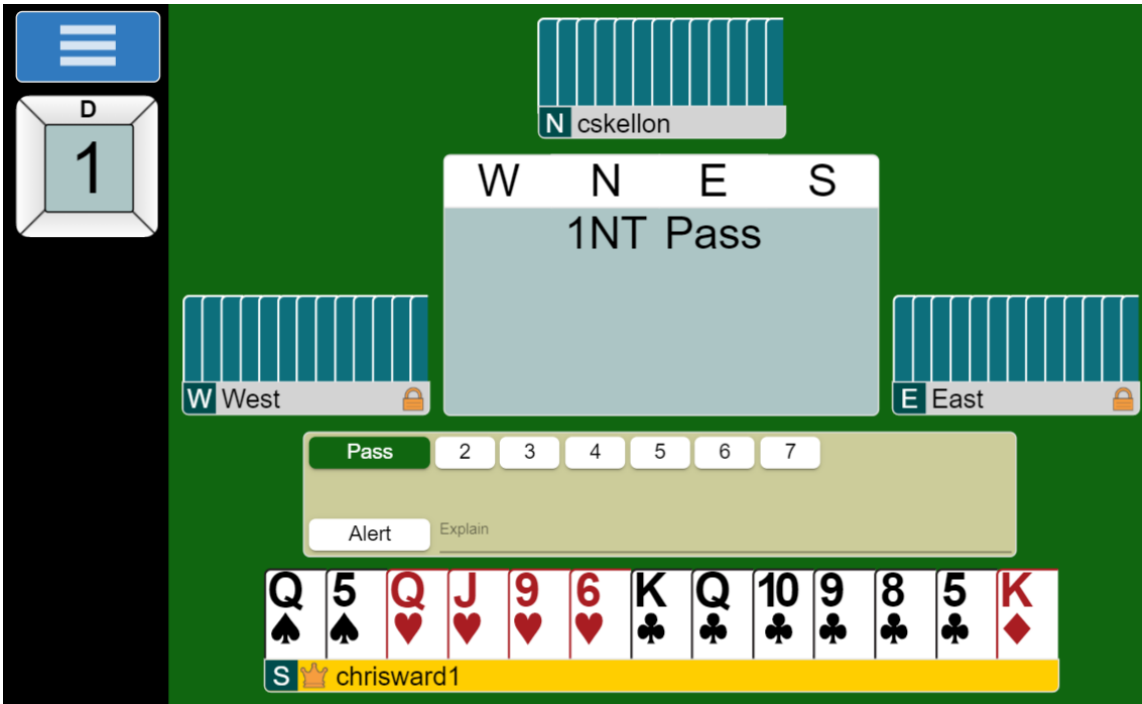 D
1
N cskellon
W N E S
1NT Pass
W West
E East
Pass 2 3 4 5 6 7
Alert Explain
Q 5 Q J 9 6 K Q 10 9 8 5 K
S chrisward1